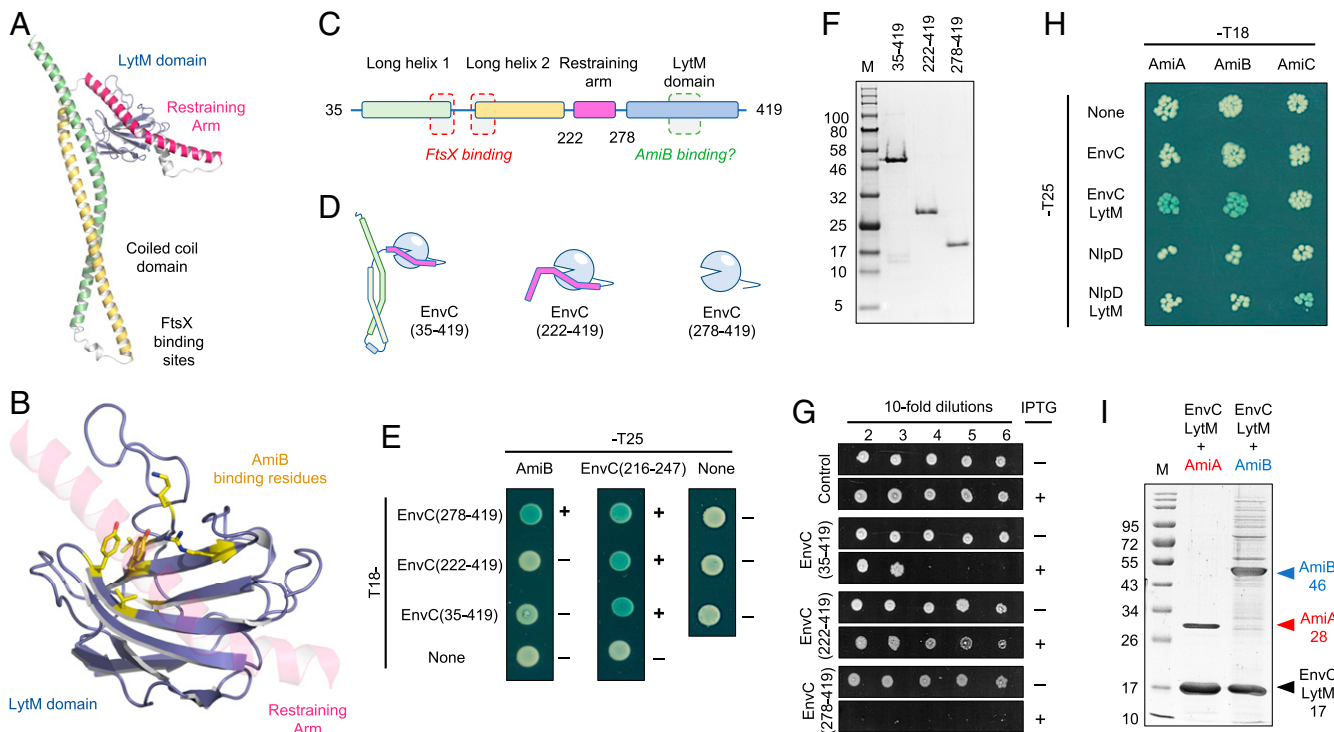 A
LytM domain
Restraining
Arm
Coiled coil
domain
FtsX
binding
sites
B
AmiB
binding residues
LytM domain
Restraining
Arm
C
Long helix 1
Long helix 2
Restraining
arm
LytM
domain
35
419
222
278
FtsX binding
AmiB binding?
D
EnvC
(35-419)
EnvC
(222-419)
EnvC
(278-419)
E
-T25
AmiB
EnvC(216-247)
None
T18-
EnvC(278-419)
+
+
–
EnvC(222-419)
–
+
–
EnvC(35-419)
–
+
–
None
–
–
F
M
35-419
222-419
278-419
100
80
58
46
32
25
17
10
5
G
10-fold dilutions
IPTG
2
3
4
5
6
Control
–
+
EnvC
(35-419)
–
+
EnvC
(222-419)
–
+
EnvC
(278-419)
–
+
H
-T18
AmiA
AmiB
AmiC
-T25
None
EnvC
EnvC
LytM
NlpD
NlpD
LytM
I
EnvC
LytM
+
AmiA
EnvC
LytM
+
AmiB
M
95
72
55
43
34
26
17
10
AmiB
46
AmiA
28
EnvC
LytM
17